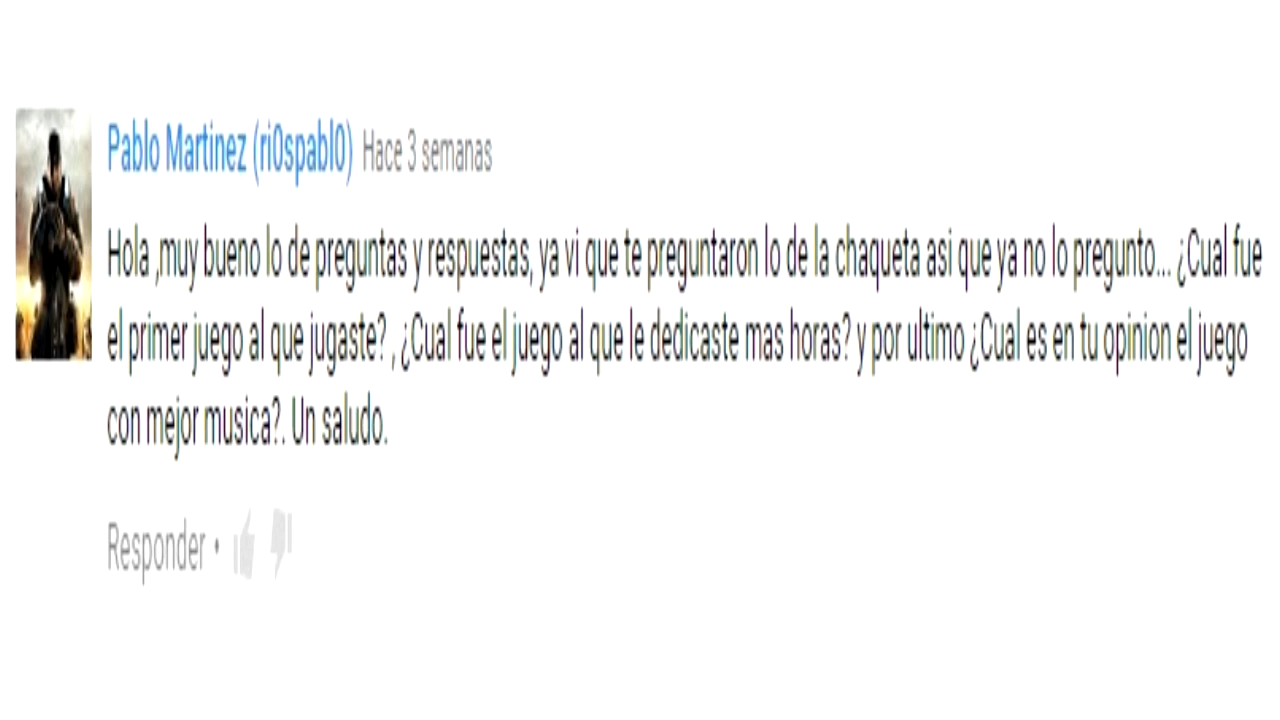 Pablo Martinez (ri0spabl0) Hace 3 semanas
Hola ,muy bueno lo de preguntas y respuestas, ya vi que te preguntaron lo de la chaqueta asi que ya no lo pregunto... ¿Cual fue
el primer juego al que jugaste? , ¿Cual fue el juego al que le dedicaste mas horas? y por ultimo ¿Cual es en tu opinion el juego
con mejor musica?. Un saludo.
Responder •